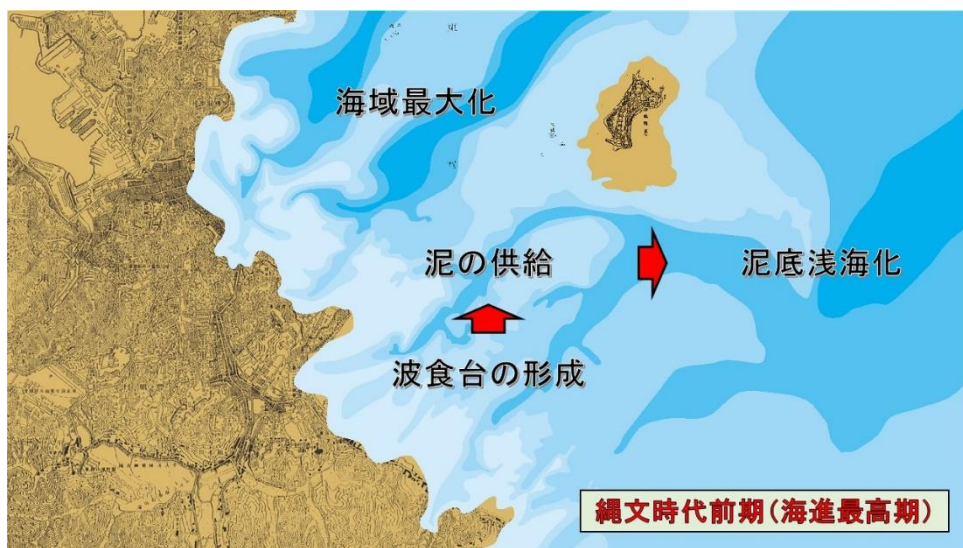 海域最大化
泥の供給
泥底浅海化
波食台の形成
縄文時代前期(海進最高期)